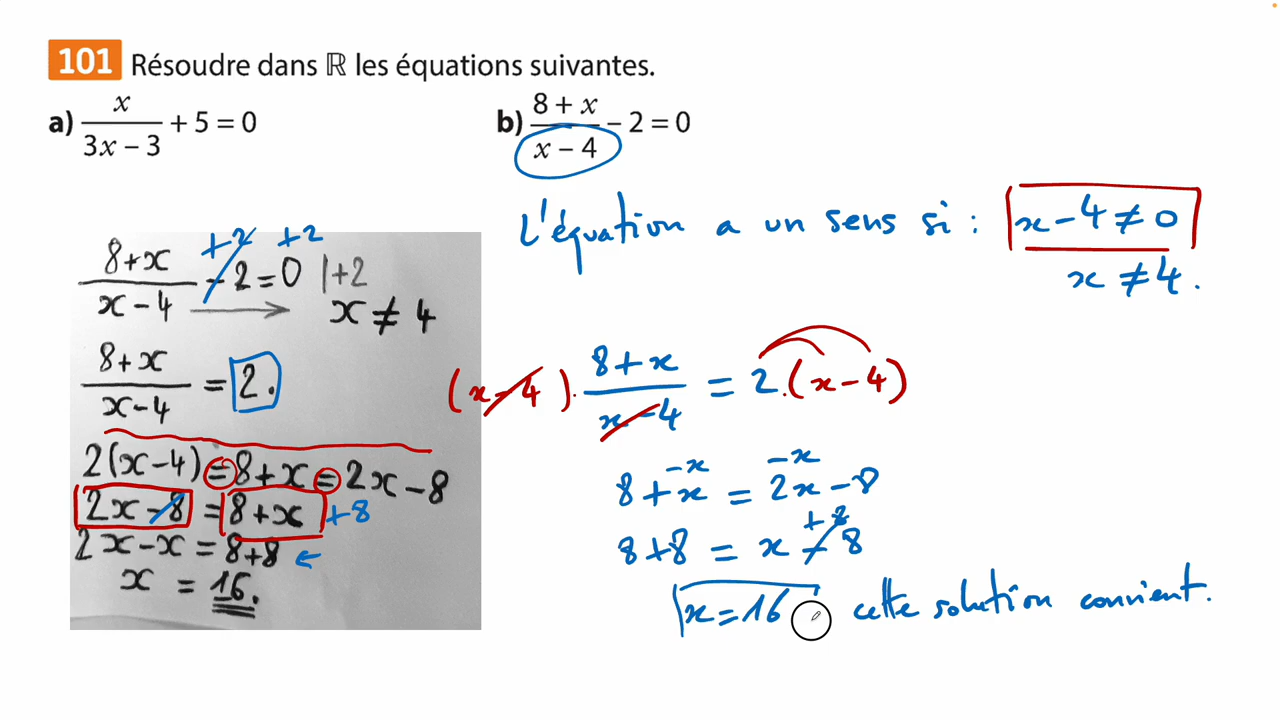 101 Résoudre dans ℝ les équations suivantes.
a) x/(3x – 3) + 5 = 0
b) (8 + x)/(x – 4) – 2 = 0
L'équation a un sens si : x – 4 ≠ 0
x ≠ 4.
+2 +2
(8+x)/(x – 4) – 2 = 0 | +2
x ≠ 4
(8+x)/(x–4) = 2.
2(x–4) = 8+x = 2x – 8
2x – 8 = 8+x +8
2x – x = 8+8 ←
x = 16.
(x – 4) · (8+x)/(x – 4) = 2.(x – 4)
–x –x
8 + x = 2x – 8
+8
8+8 = x – 8
x = 16 cette solution convient.